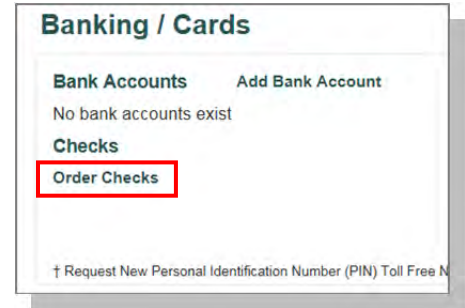 Banking / Cards
Bank Accounts Add Bank Account
No bank accounts exist
Checks
Order Checks
† Request New Personal Identification Number (PIN) Toll Free N